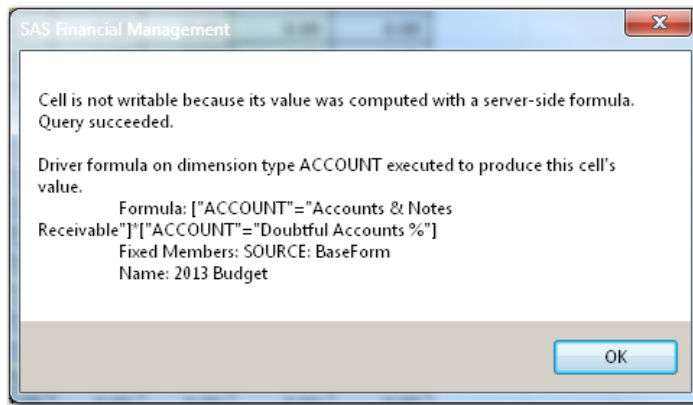 SAS Financial Management
Cell is not writable because its value was computed with a server-side formula.
Query succeeded.
Driver formula on dimension type ACCOUNT executed to produce this cell's
value.
Formula: ["ACCOUNT"="Accounts & Notes
Receivable"]*["ACCOUNT"="Doubtful Accounts %"]
Fixed Members: SOURCE: BaseForm
Name: 2013 Budget
OK